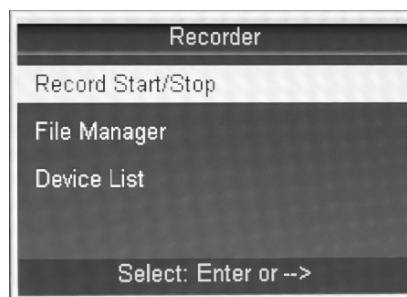 Recorder
Record Start/Stop
File Manager
Device List
Select: Enter or -->